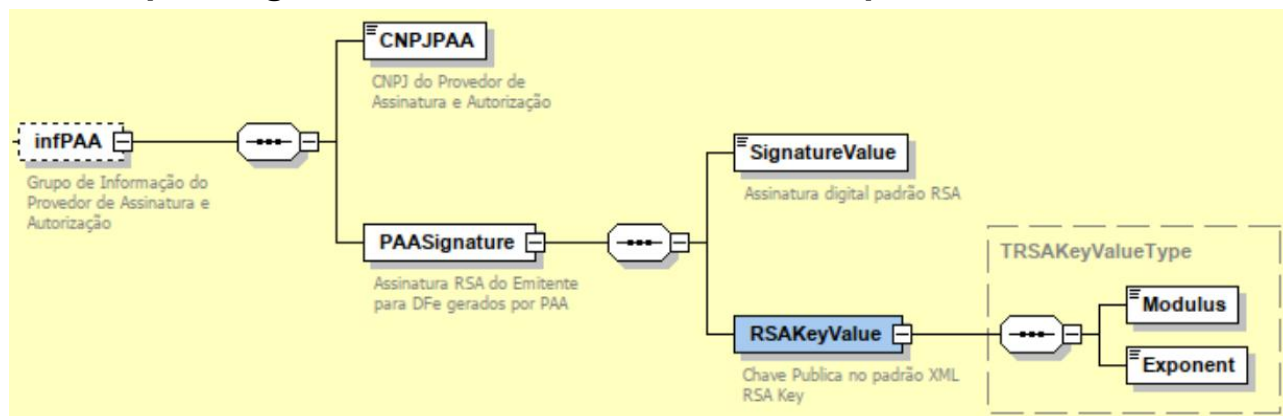 CNPJPAA
CNPJ do Provedor de
Assinatura e Autorização
infPAA
Grupo de Informação do
Provedor de Assinatura e
Autorização
SignatureValue
Assinatura digital padrão RSA
PAASignature
Assinatura RSA do Emitente
para DFe gerados por PAA
TRSAKeyValueType
RSAKeyValue
Chave Publica no padrão XML
RSA Key
Modulus
Exponent